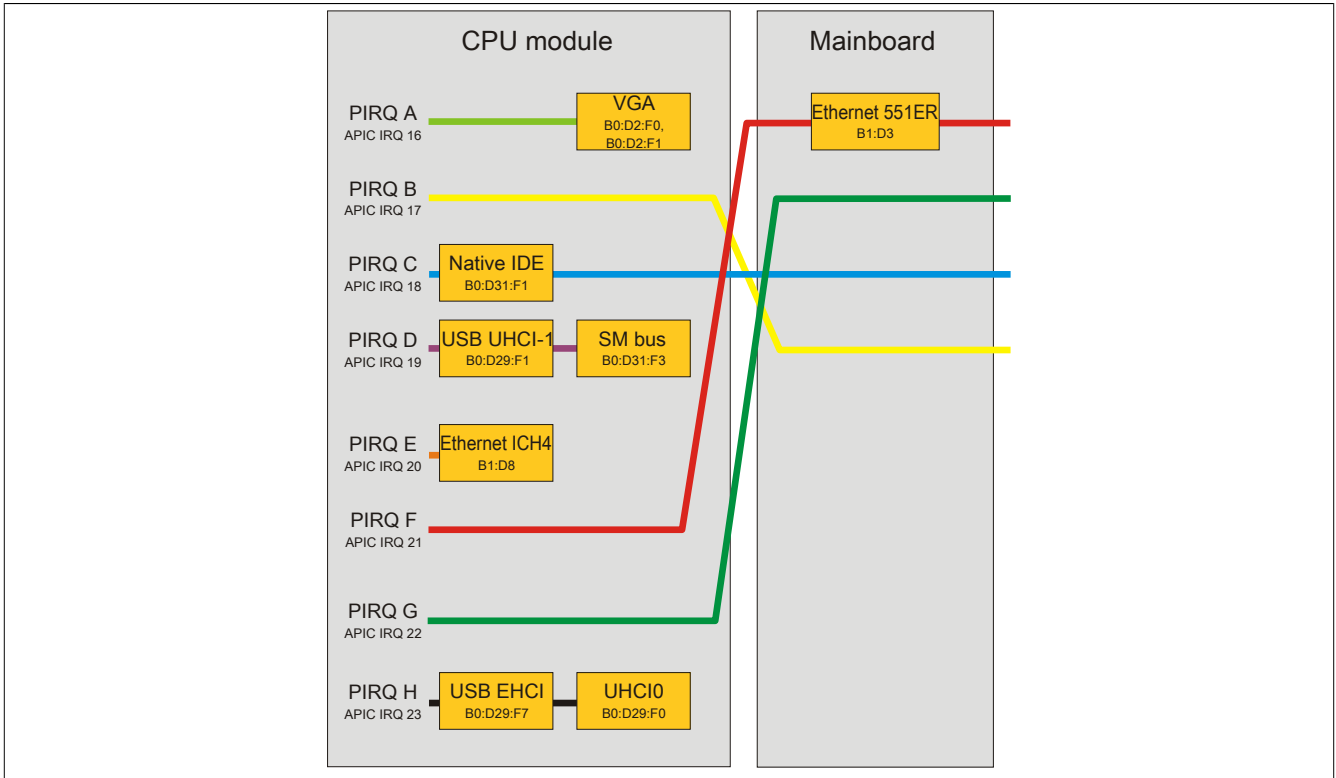 CPU module
Mainboard
PIRQ A
APIC IRQ 16
VGA
B0:D2:F0,
B0:D2:F1
Ethernet 551ER
B1:D3
PIRQ B
APIC IRQ 17
PIRQ C
APIC IRQ 18
Native IDE
B0:D31:F1
PIRQ D
APIC IRQ 19
USB UHCI-1
B0:D29:F1
SM bus
B0:D31:F3
PIRQ E
APIC IRQ 20
Ethernet ICH4
B1:D8
PIRQ F
APIC IRQ 21
PIRQ G
APIC IRQ 22
PIRQ H
APIC IRQ 23
USB EHCI
B0:D29:F7
UHCI0
B0:D29:F0